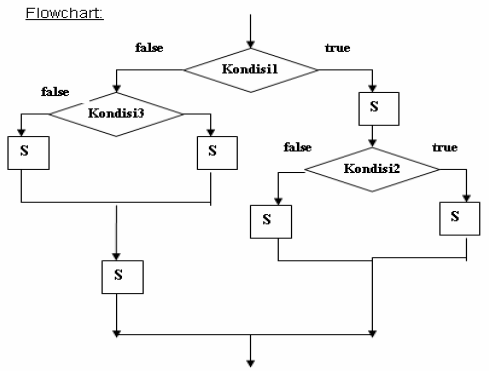 Flowchart:
false
true
Kondisi1
false
Kondisi3
S
S
S
false
true
Kondisi2
S
S
S